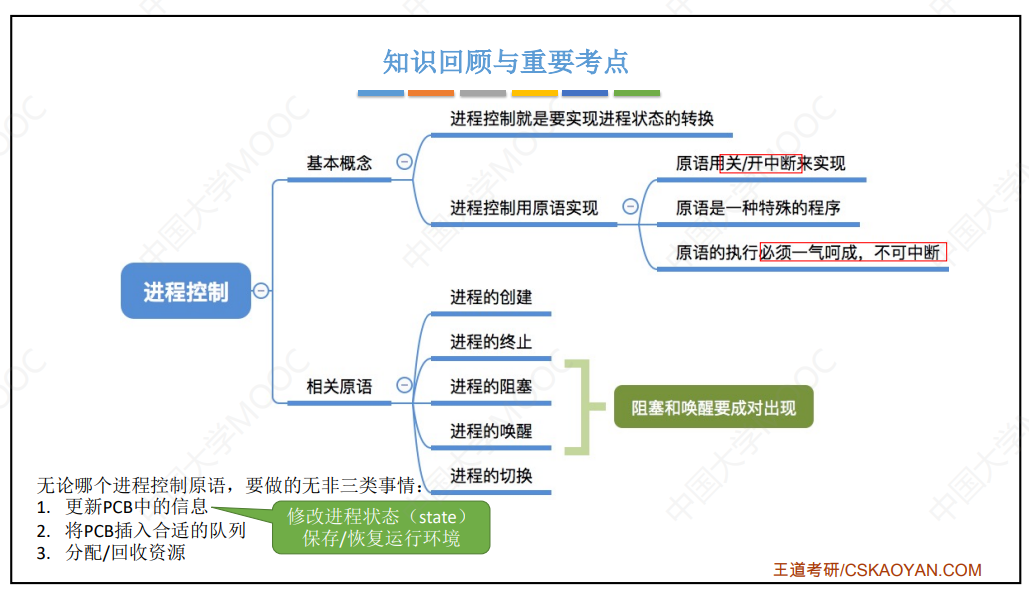 知识回顾与重要考点
进程控制就是要实现进程状态的转换
基本概念
原语用关/开中断来实现
进程控制用原语实现
原语是一种特殊的程序
原语的执行必须一气呵成，不可中断
进程控制
进程的创建
进程的终止
相关原语
进程的阻塞
阻塞和唤醒要成对出现
进程的唤醒
进程的切换
无论哪个进程控制原语，要做的无非三类事情：
1. 更新PCB中的信息
2. 将PCB插入合适的队列
3. 分配/回收资源
修改进程状态（state）
保存/恢复运行环境
王道考研/CSKAOYAN.COM
中国大学MOOC